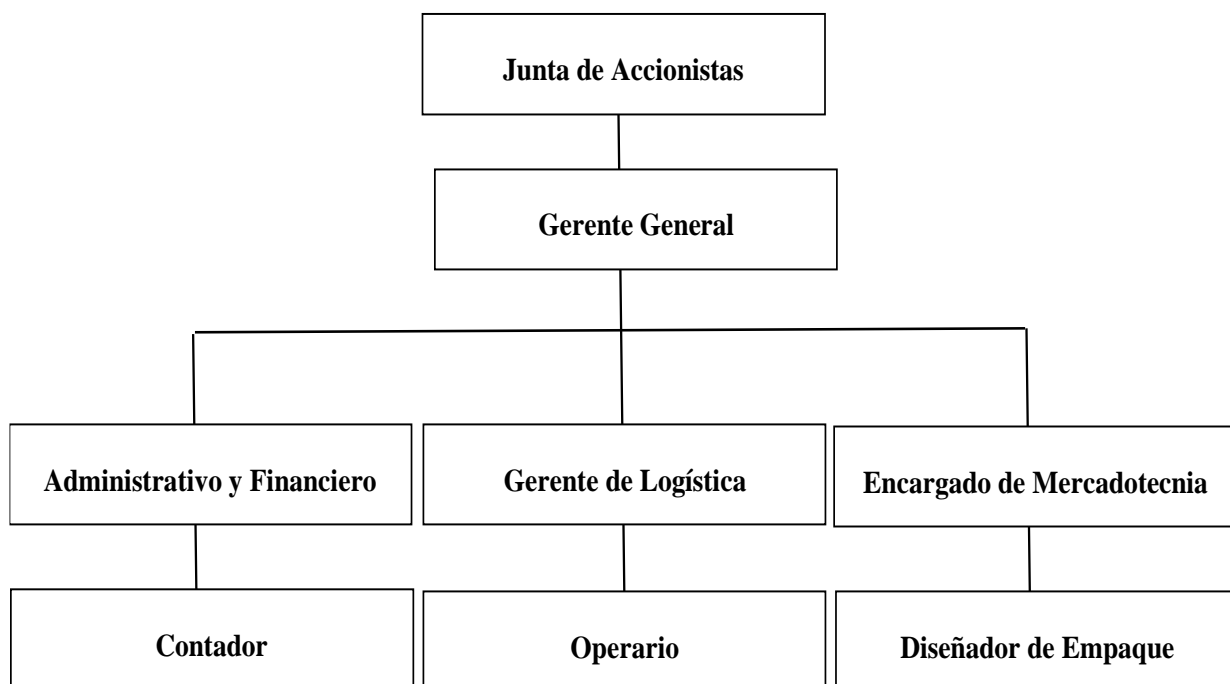 Junta de Accionistas
Gerente General
Administrativo y Financiero
Gerente de Logística
Encargado de Mercadotecnia
Contador
Operario
Diseñador de Empaque